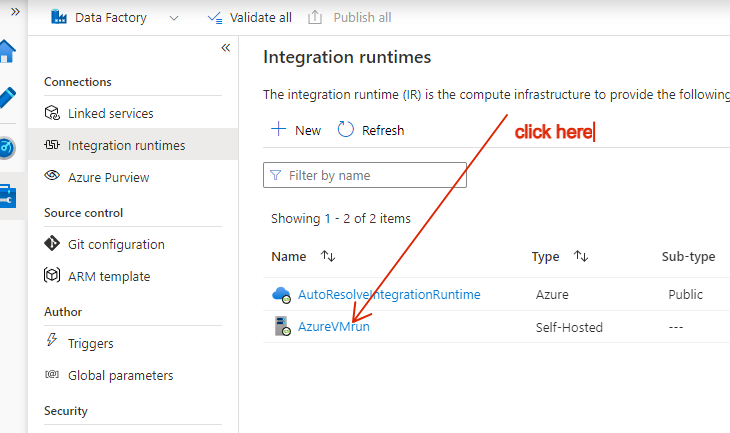 Data Factory
Validate all
Publish all
Connections
Linked services
Integration runtimes
Azure Purview
Source control
Git configuration
ARM template
Author
Triggers
Global parameters
Security
Integration runtimes
The integration runtime (IR) is the compute infrastructure to provide the following
New
Refresh
click here
Filter by name
Showing 1 - 2 of 2 items
Name Type Sub-type
AutoResolveIntegrationRuntime Azure Public
AzureVMrun Self-Hosted ---